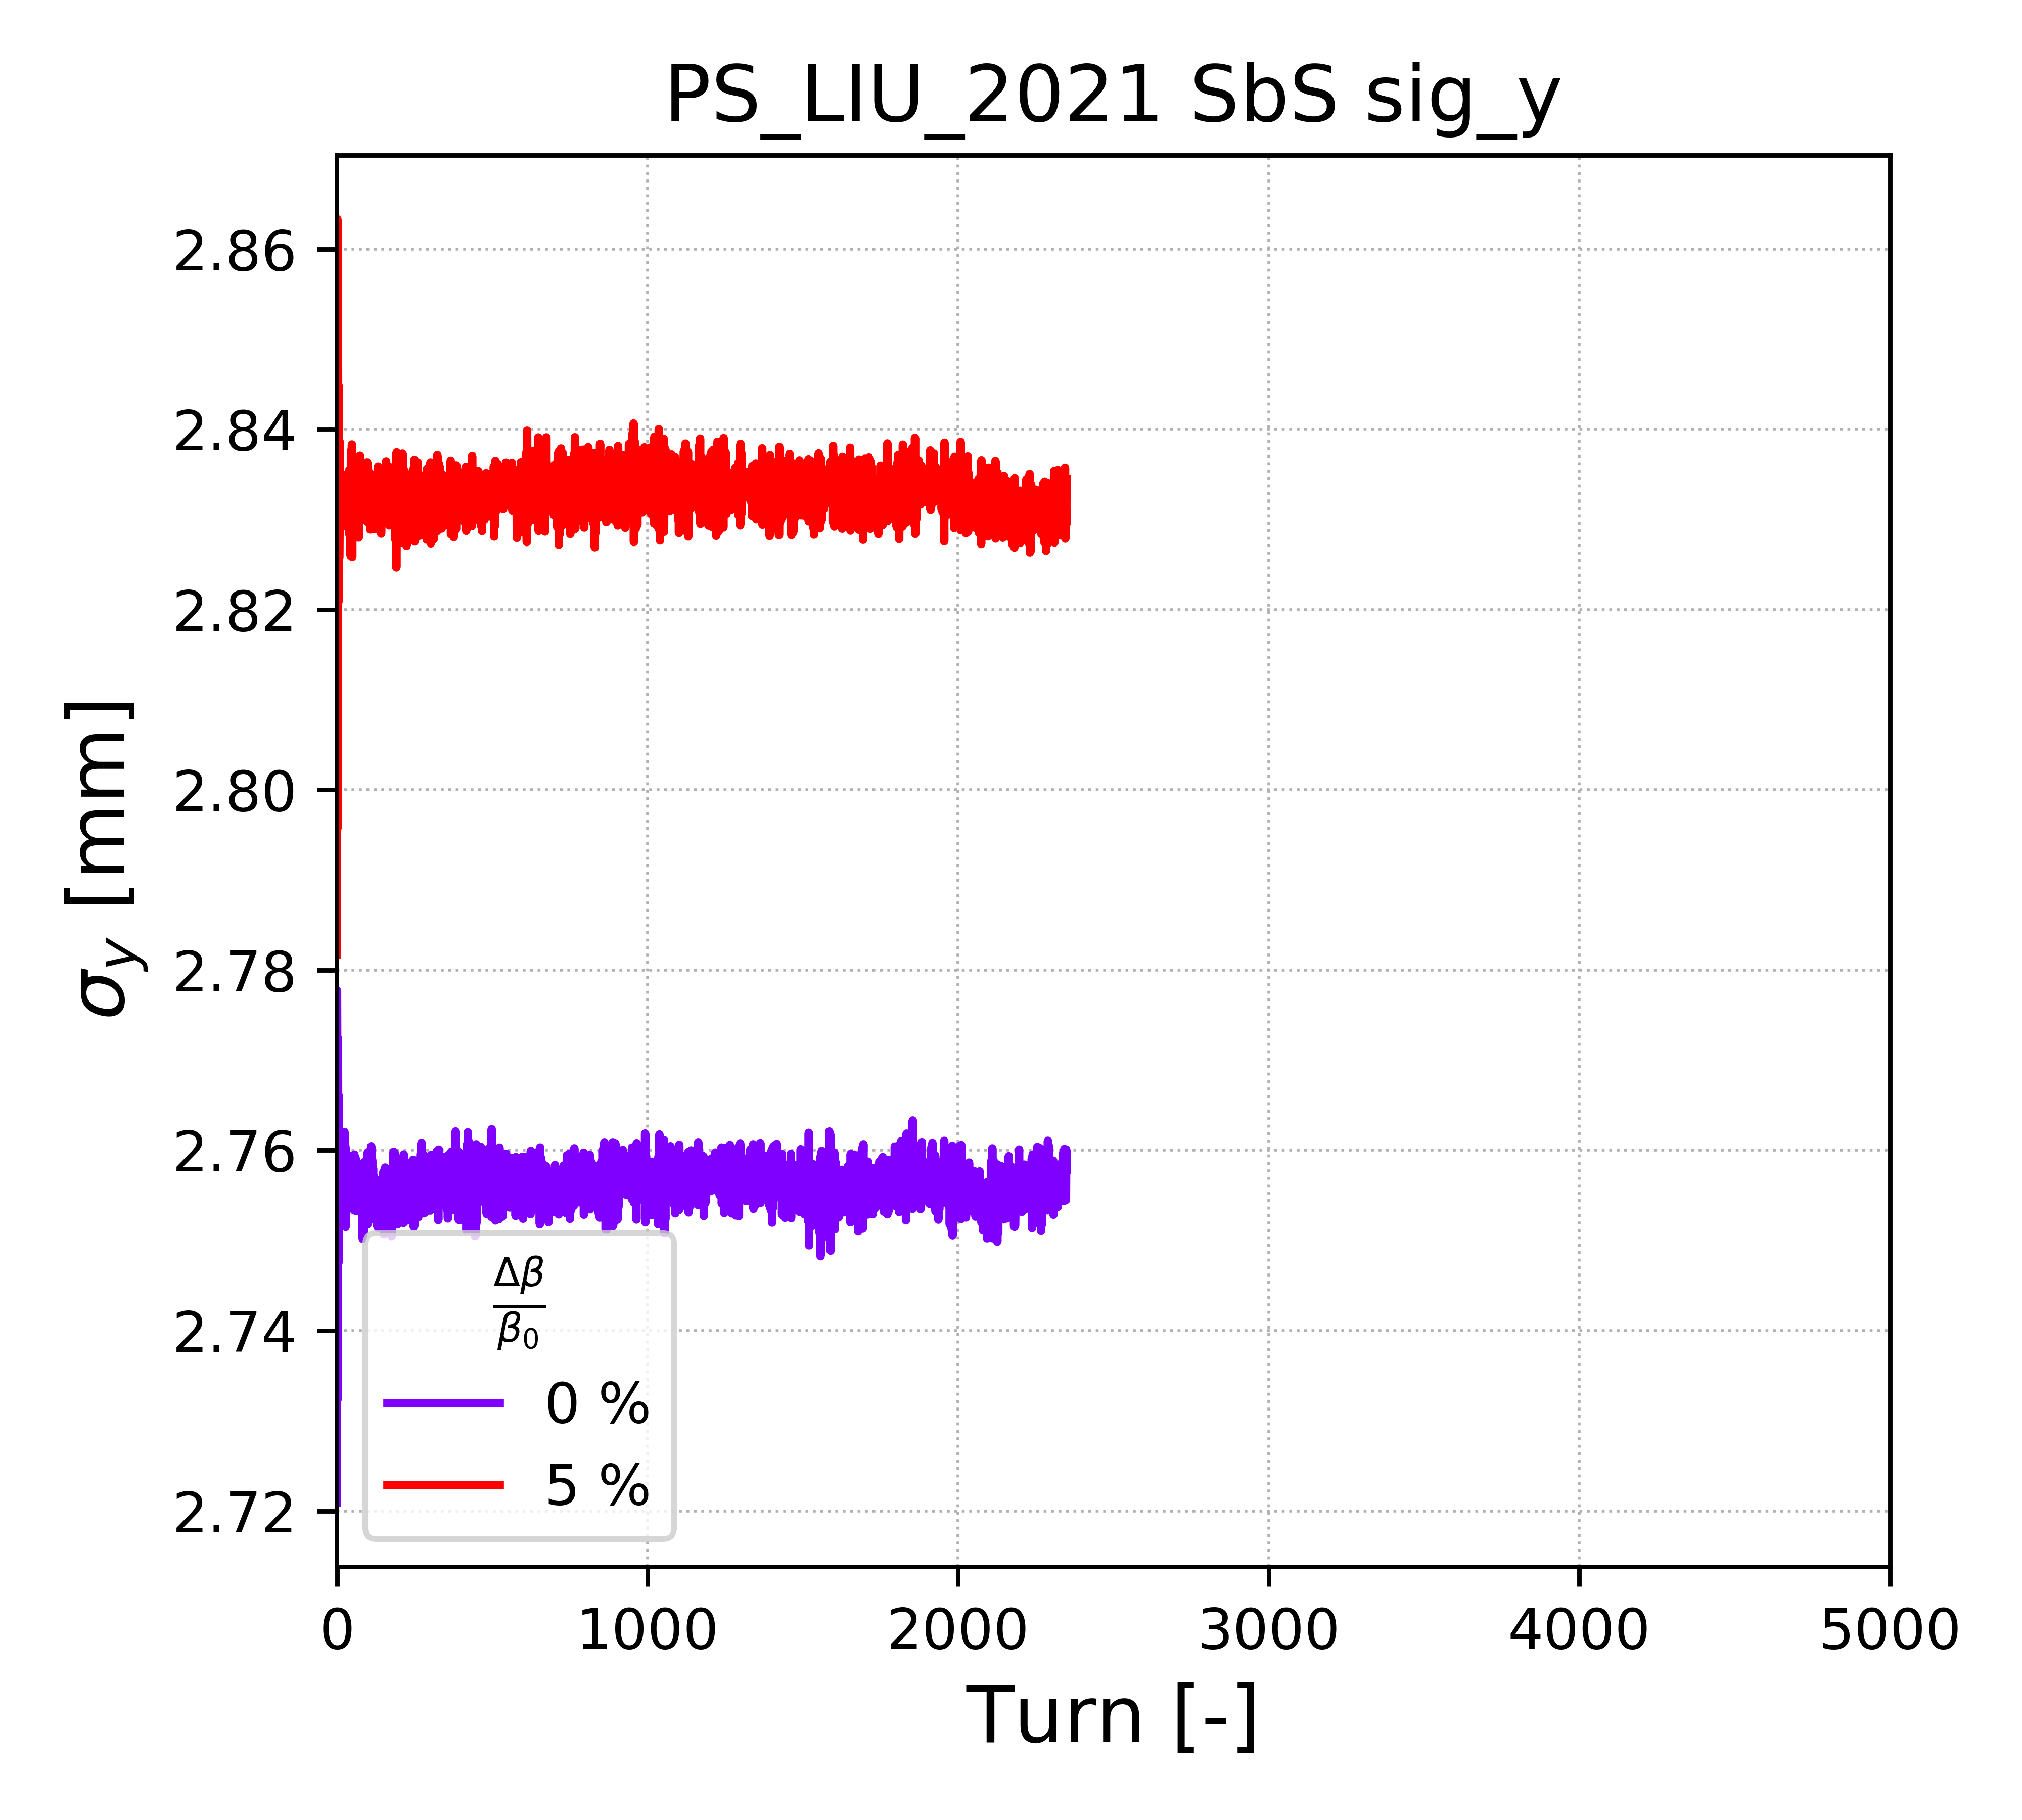 PS_LIU_2021 SbS sig_y
2.86
2.84
2.82
2.80
2.78
2.76
2.74
2.72
σy [mm]
Δβ
β0
0 %
5 %
0 1000 2000 3000 4000 5000
Turn [-]